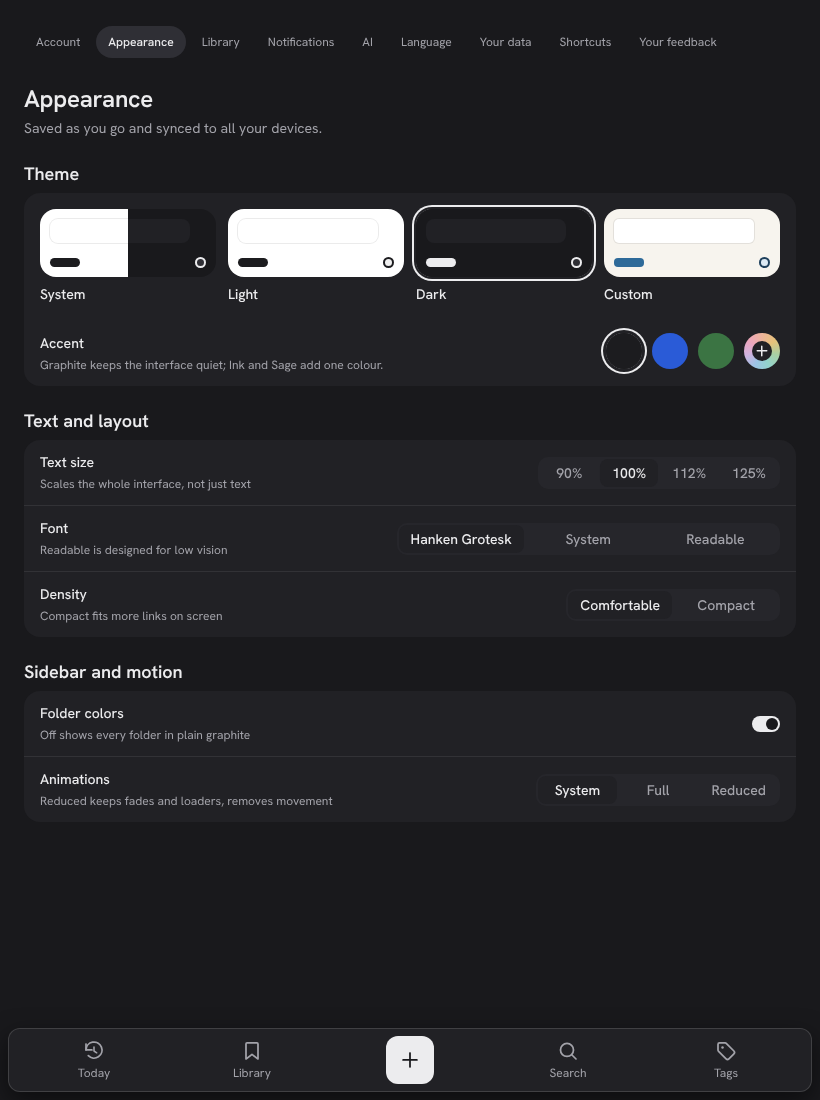 Account Appearance Library Notifications AI Language Your data Shortcuts Your feedback
Appearance
Saved as you go and synced to all your devices.
Theme
System Light Dark Custom
Accent
Graphite keeps the interface quiet; Ink and Sage add one colour.
Text and layout
Text size
Scales the whole interface, not just text
90% 100% 112% 125%
Font
Readable is designed for low vision
Hanken Grotesk System Readable
Density
Compact fits more links on screen
Comfortable Compact
Sidebar and motion
Folder colors
Off shows every folder in plain graphite
Animations
Reduced keeps fades and loaders, removes movement
System Full Reduced
Today Library Search Tags